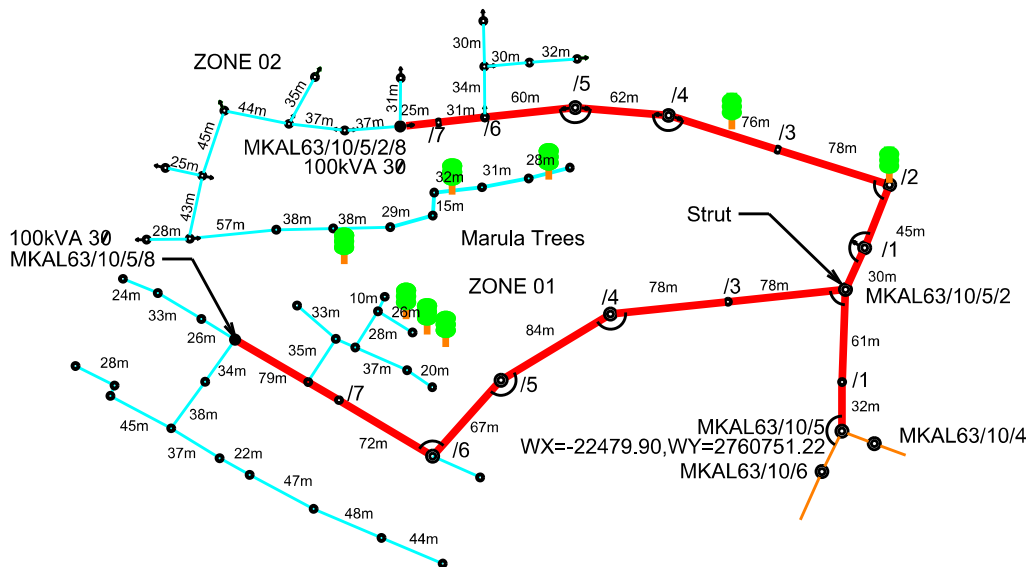 30m
30m
32m
ZONE 02
35m
31m
34m
/5
/4
44m
37m
37m
25m
31m
60m
62m
/7
/6
76m
/3
45m
MKAL63/10/5/2/8
100kVA 30
78m
25m
32m
31m
28m
/2
43m
15m
Strut
57m
38m
38m
29m
45m
28m
Marula Trees
/1
100kVA 30
MKAL63/10/5/8
30m
24m
ZONE 01
/3
78m
78m
MKAL63/10/5/2
33m
10m
26m
/4
33m
26m
28m
84m
61m
35m
37m
20m
28m
34m
79m
/7
/5
/1
38m
32m
45m
67m
MKAL63/10/5
MKAL63/10/4
37m
72m
/6
WX=-22479.90,WY=2760751.22
22m
MKAL63/10/6
47m
48m
44m